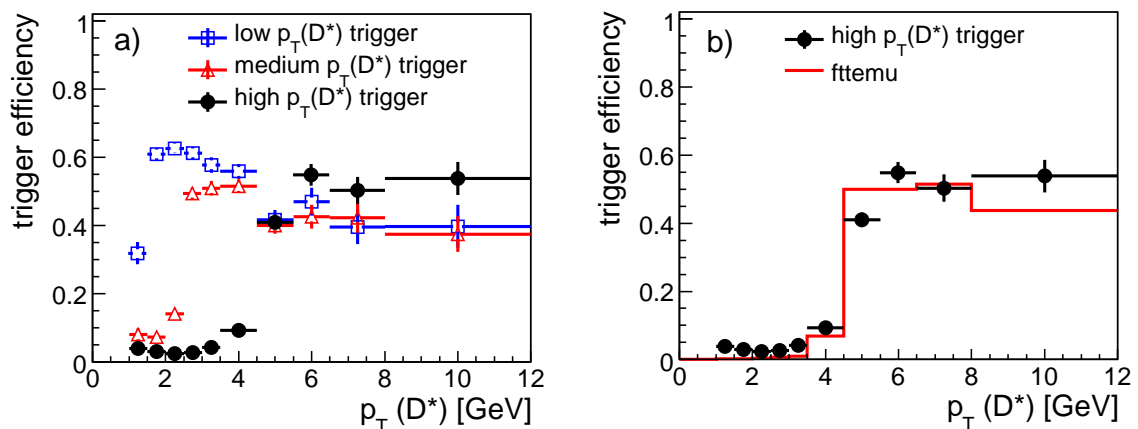 a)
low p_T(D*) trigger
medium p_T(D*) trigger
high p_T(D*) trigger
trigger efficiency
1
0.8
0.6
0.4
0.2
0
0 2 4 6 8 10 12
p_T (D*) [GeV]
b)
high p_T(D*) trigger
fttemu
trigger efficiency
1
0.8
0.6
0.4
0.2
0
0 2 4 6 8 10 12
p_T (D*) [GeV]